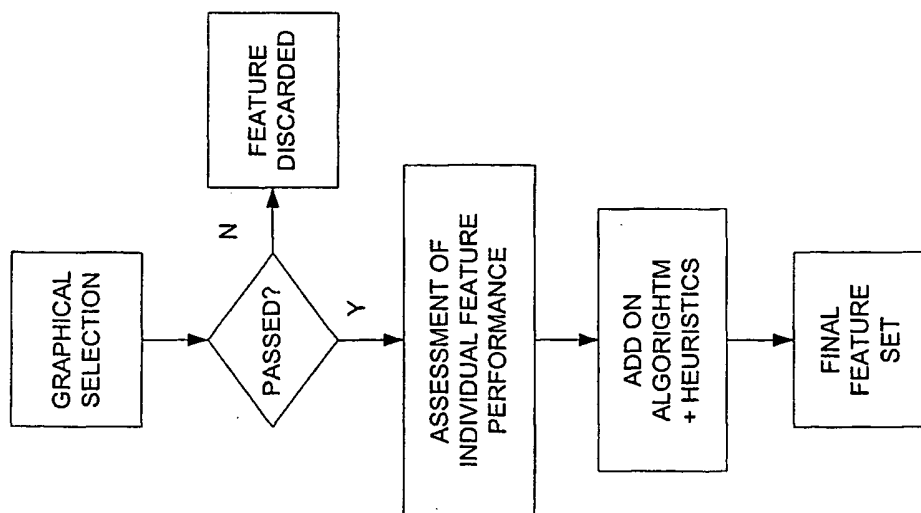 GRAPHICAL
SELECTION
PASSED?
N
FEATURE
DISCARDED
Y
ASSESSMENT OF
INDIVIDUAL FEATURE
PERFORMANCE
ADD ON
ALGORIGHTM
+ HEURISTICS
FINAL
FEATURE
SET